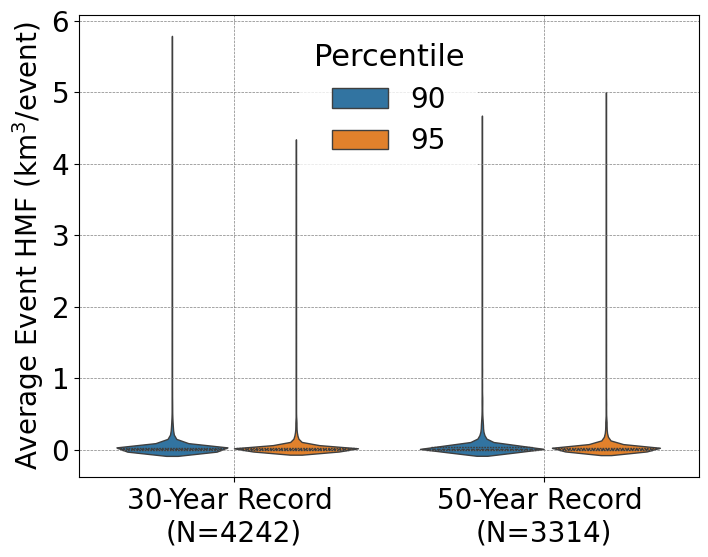 Average Event HMF (km³/event)
6
5
4
3
2
1
0
Percentile
90
95
30-Year Record
(N=4242)
50-Year Record
(N=3314)